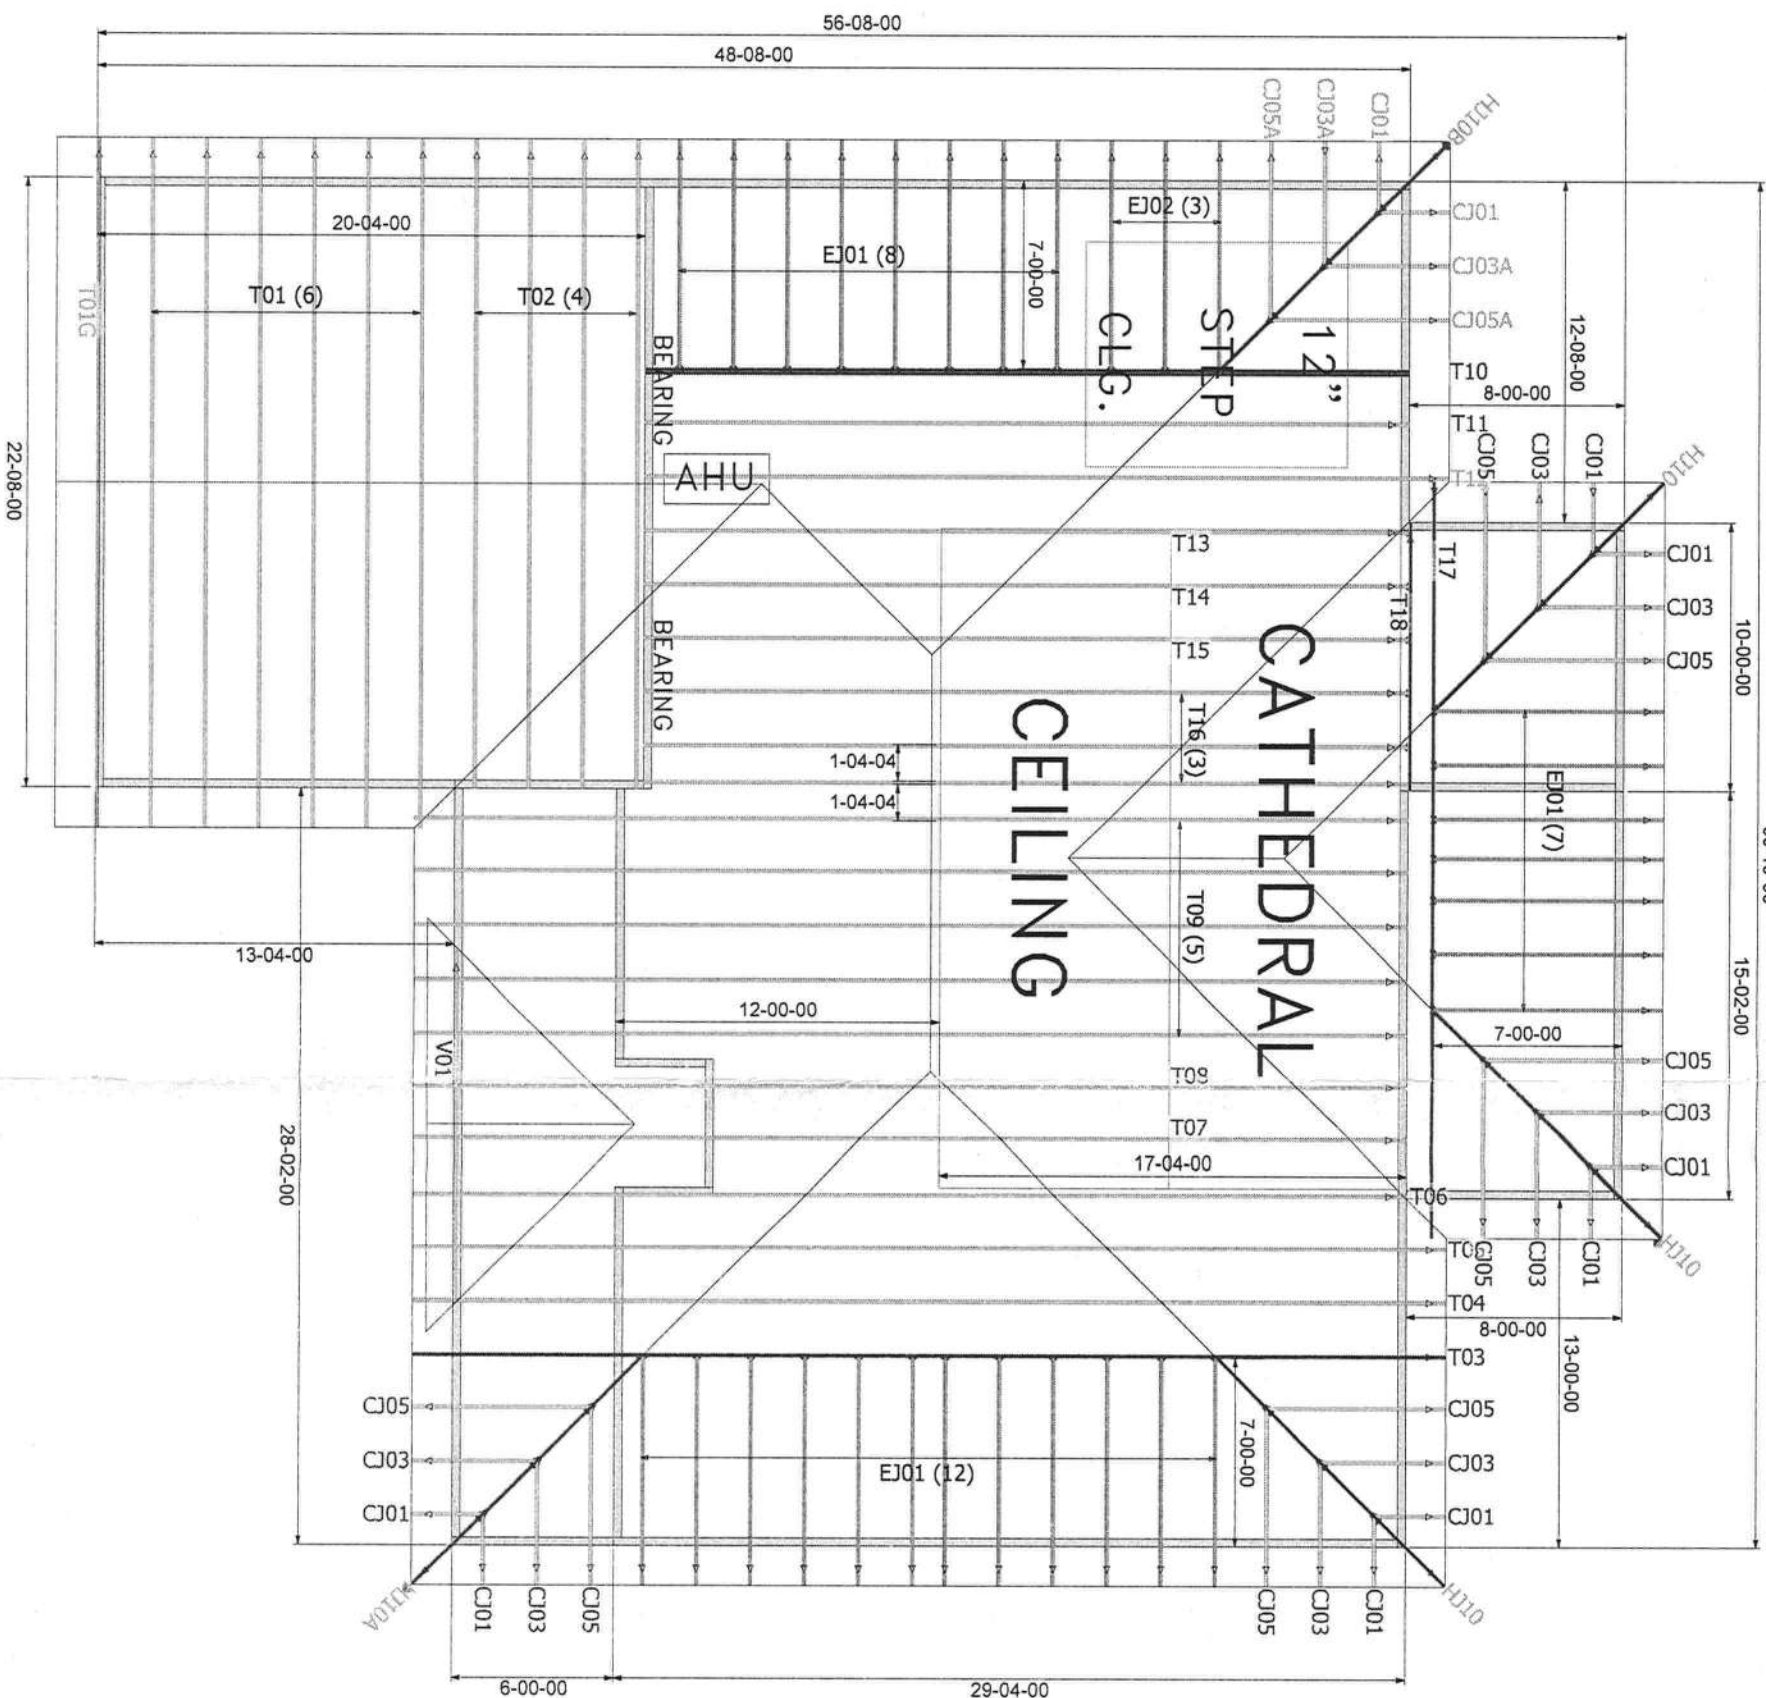 56-08-00
48-08-00
CJ05A
CJ03A
CJ01
HJ10B
CJ01
CJ03A
CJ05A
20-04-00
EJ02 (3)
EJ01 (8)
7-00-00
T01 (6)
T02 (4)
T01G
12"
STEP
CLG.
12-08-00
BEARING
T10
8-00-00
T11
CJ05
CJ03
CJ01
HJ10
AHU
22-08-00
T13
T17
CJ01
T14
T18
CJ03
BEARING
T15
CJ05
10-00-00
CATHEDRAL
CEILING
T16 (3)
1-04-04
1-04-04
EJ01 (7)
T09 (5)
13-04-00
12-00-00
15-02-00
7-00-00
V01
CJ05
CJ03
T07
28-02-00
17-04-00
CJ01
T06
CJ05
CJ03
CJ01
HJ10
T04
8-00-00
T03
13-00-00
CJ05
CJ03
CJ01
EJ01 (12)
7-00-00
CJ05
CJ03
CJ01
HJ10A
CJ01
CJ03
CJ05
CJ05
CJ03
CJ01
HJ10
6-00-00
29-04-00